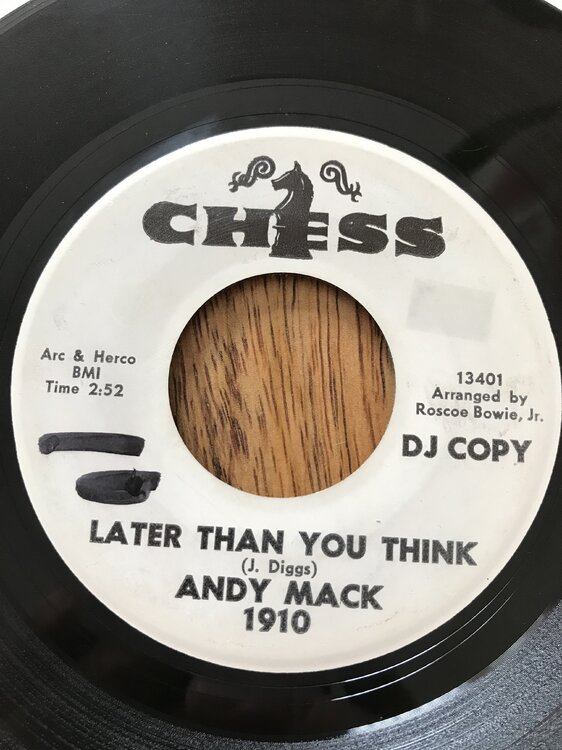 CHESS
Arc & Herco
BMI
Time 2:52
13401
Arranged by
Roscoe Bowie, Jr.
DJ COPY
LATER THAN YOU THINK
(J. Diggs)
ANDY MACK
1910